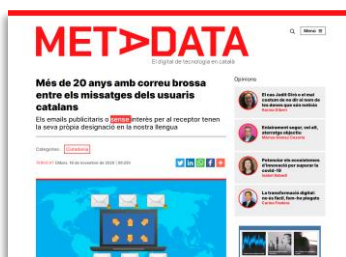 METADATA
El digital de tecnologia en català
Menú
Més de 20 anys amb correu brossa
entre els missatges dels usuaris
catalans
Els emails publicitaris o sense interès per al receptor tenen
la seva pròpia designació en la nostra llengua
Categories:
Opinions
El cas Jodit Giró o el mal
costum de no dir el nom de
les dones que són notícia
Enlairament segur, vol alt,
aterratge objectiu
Potenciar els ecosistemes
d'innovació per superar la
covid-19
La transformació digital:
no és fàcil, fem-ho plegats